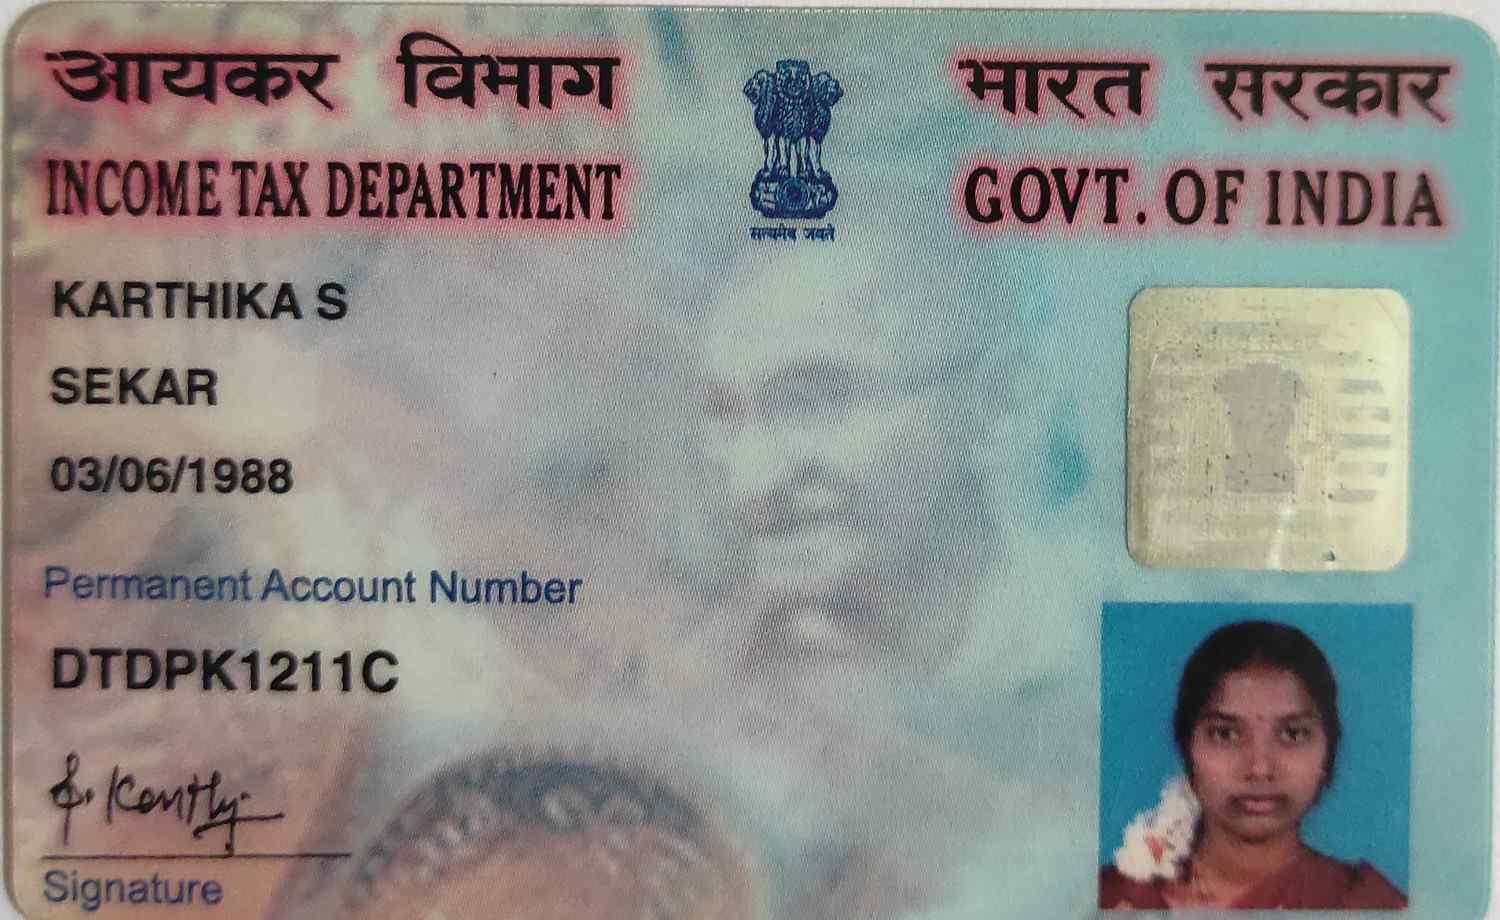 आयकर विभाग
भारत सरकार
INCOME TAX DEPARTMENT
GOVT. OF INDIA
सत्यमेव जयते
KARTHIKA S
SEKAR
03/06/1988
Permanent Account Number
DTDPK1211C
Signature